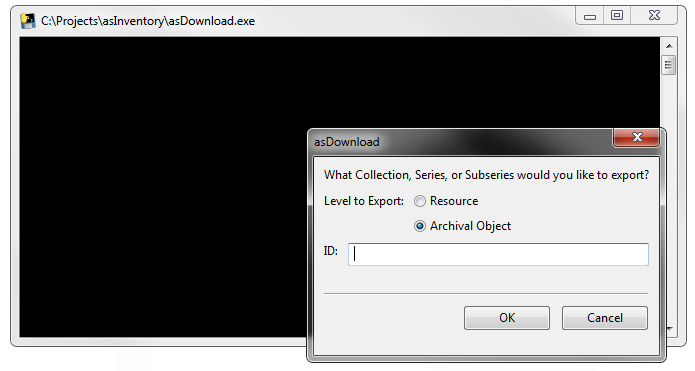 C:\Projects\asInventory\asDownload.exe
asDownload
What Collection, Series, or Subseries would you like to export?
Level to Export: Resource
Archival Object
ID:
OK Cancel